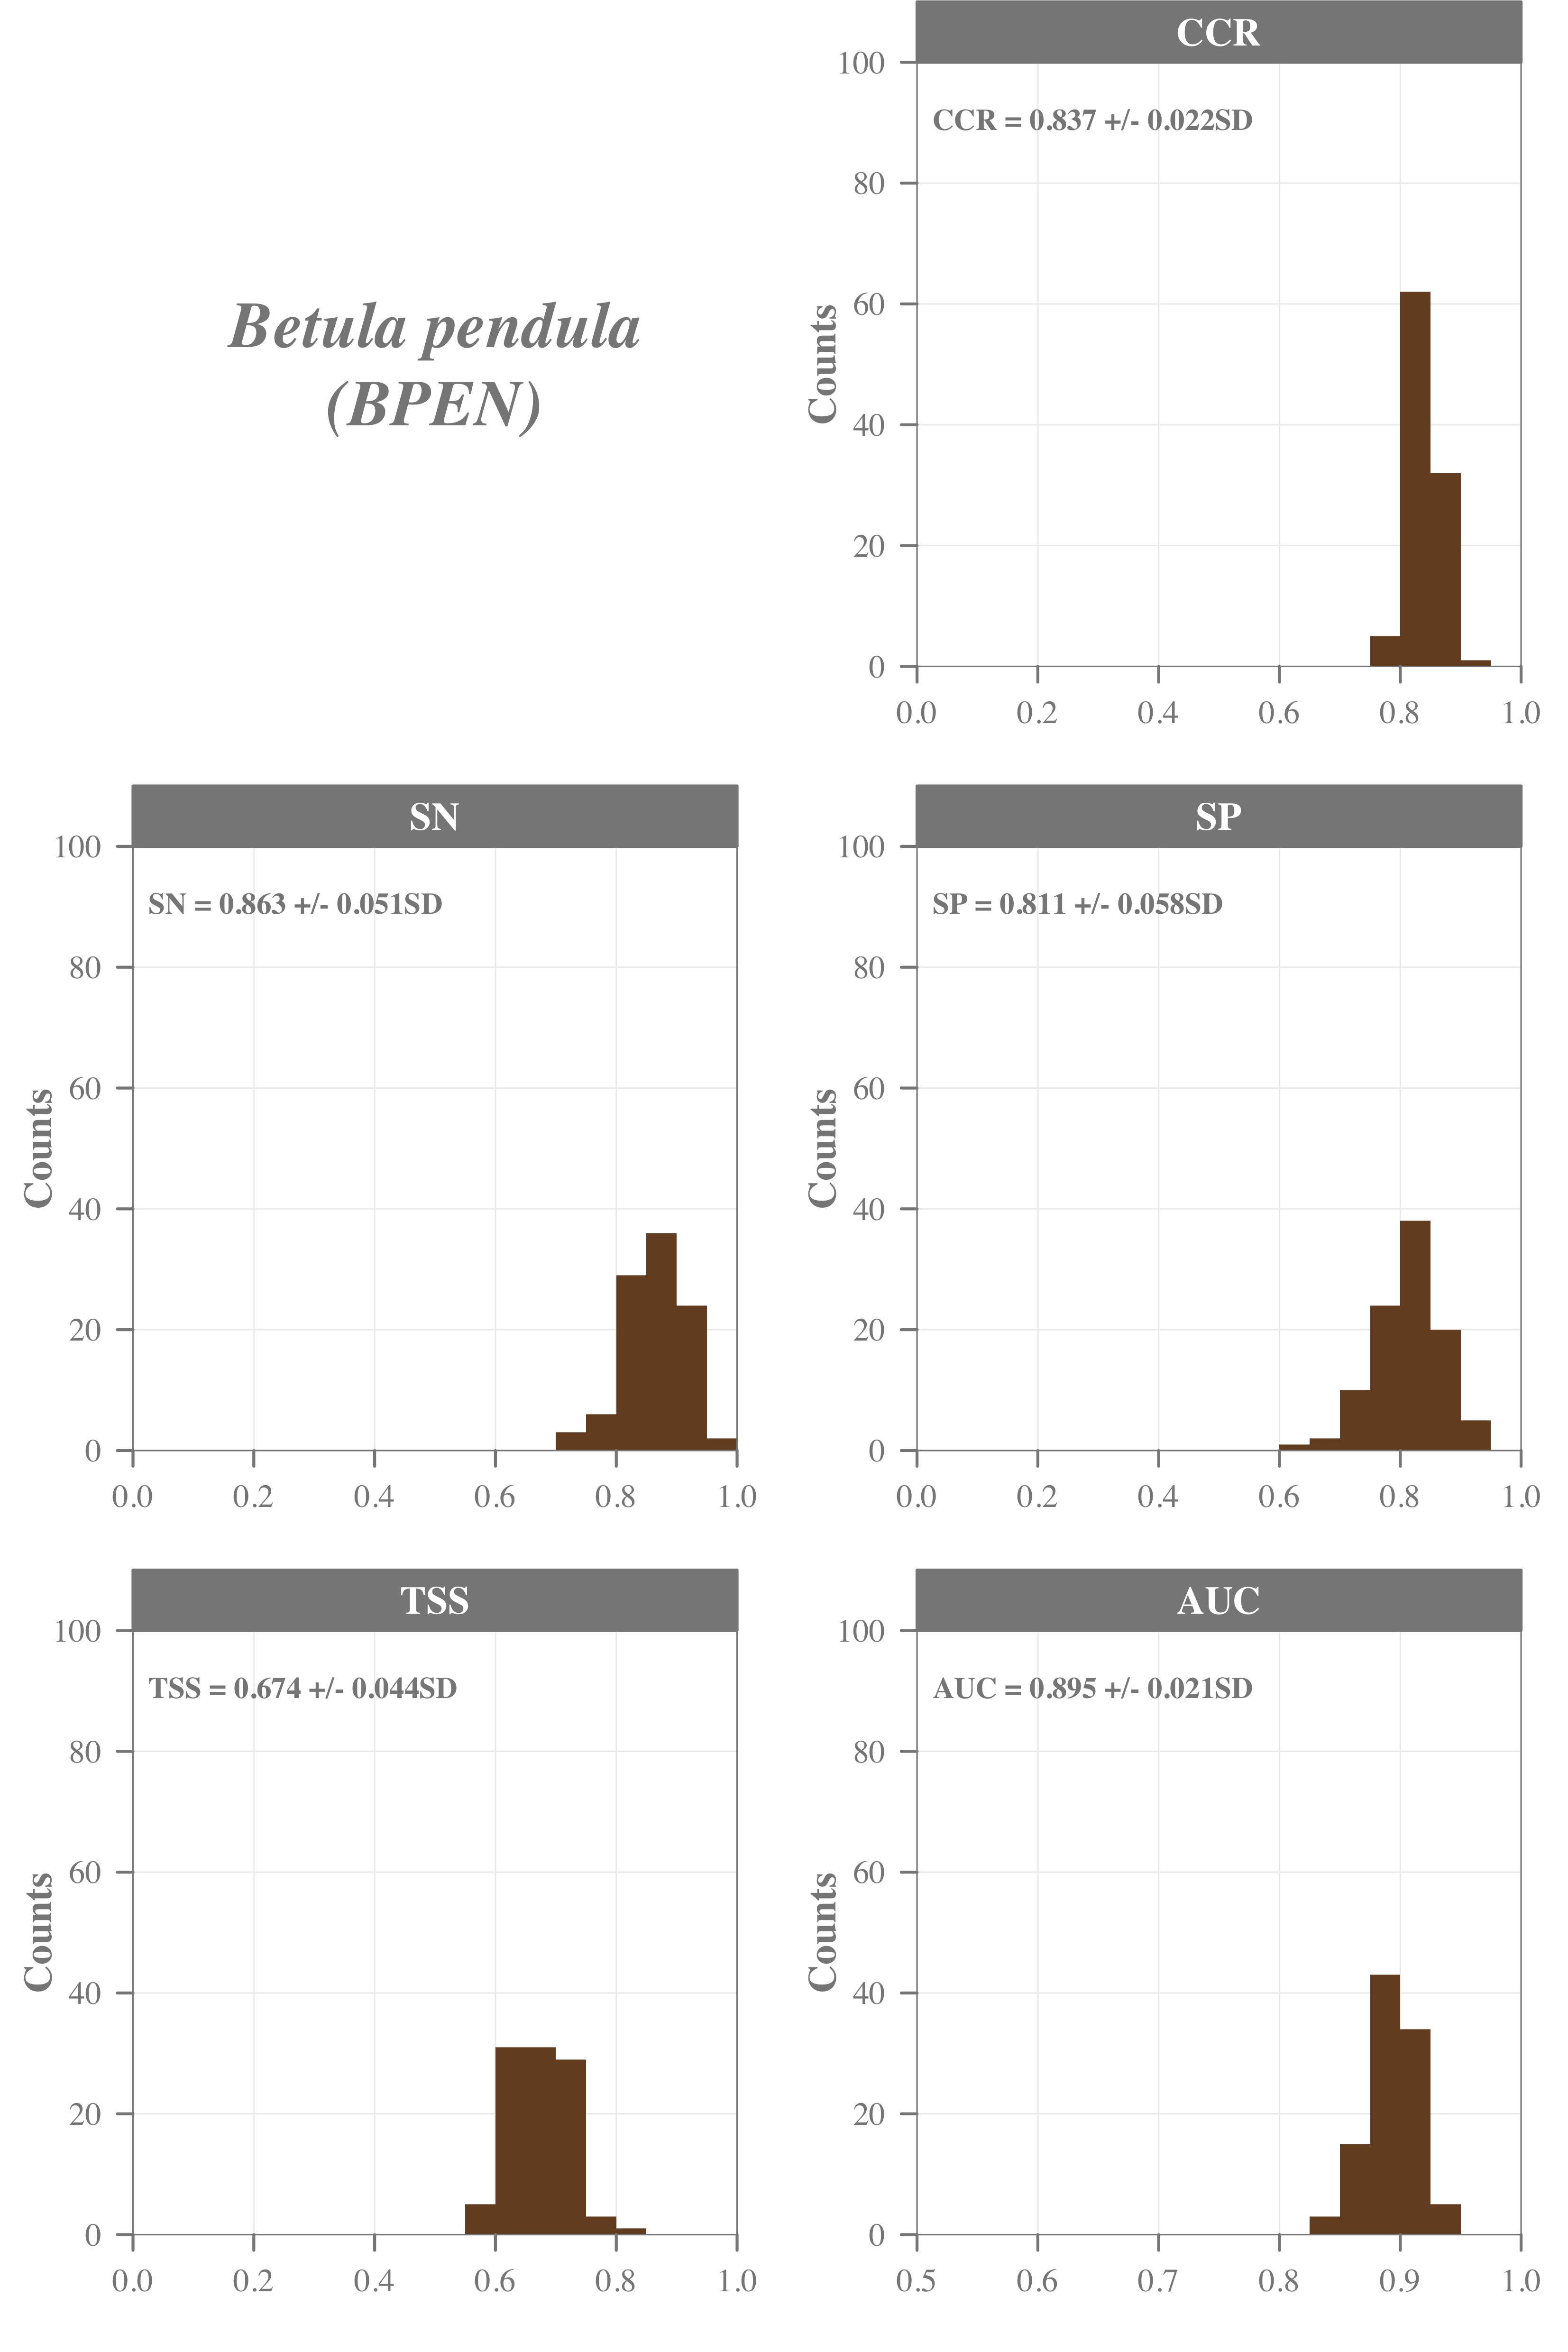 CCR
100
CCR = 0.837 +/- 0.022SD
80
60
Counts
40
20
0
0.0 0.2 0.4 0.6 0.8 1.0
Betula pendula
(BPEN)
SN
100
SN = 0.863 +/- 0.051SD
80
60
Counts
40
20
0
0.0 0.2 0.4 0.6 0.8 1.0
SP
100
SP = 0.811 +/- 0.058SD
80
60
Counts
40
20
0
0.0 0.2 0.4 0.6 0.8 1.0
TSS
100
TSS = 0.674 +/- 0.044SD
80
60
Counts
40
20
0
0.0 0.2 0.4 0.6 0.8 1.0
AUC
100
AUC = 0.895 +/- 0.021SD
80
60
Counts
40
20
0
0.5 0.6 0.7 0.8 0.9 1.0